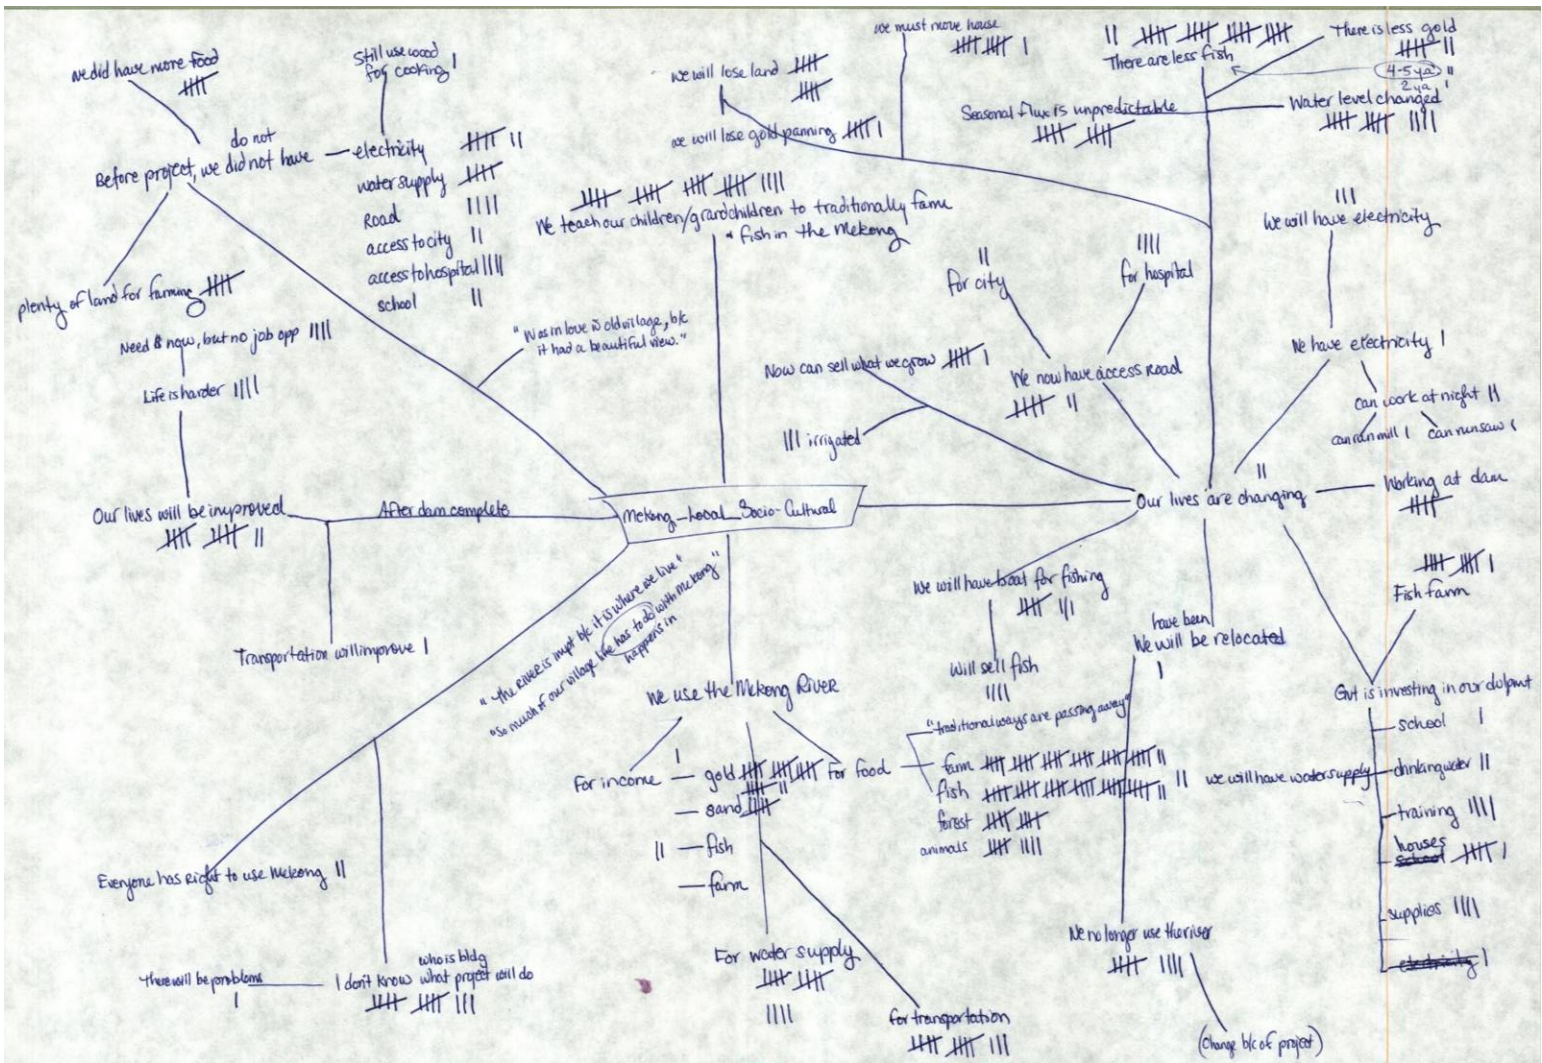 We did have more food
Still use wood
for cooking
do not
Before project, we did not have
electricity
water supply
Road
access to city
access to hospital
school
plenty of land for farming
Need $ now, but no job opp
Life is harder
"Was in love w old village, b/c
it had a beautiful view."
Our lives will be improved
After dam complete
Transportation will improve
Mekong - Local Socio-Cultural
we must move house
we will lose land
we will lose gold panning
We teach our children/grandchildren to traditionally farm
+ fish in the Mekong
There are less fish
There is less gold
4-5 ya
2 ya
Seasonal flux is unpredictable
Water level changed
We will have electricity
for city
for hospital
We now have access road
Now can sell what we grow
irrigated
We have electricity
can work at night
can run mill
can run saw
Our lives are changing
Working at dam
Fish farm
Gvt is investing in our dvlpmt
school
we will have water supply
drinking water
training
houses
school
supplies
electricity
We will have boat for fishing
Will sell fish
have been
We will be relocated
We no longer use the river
(change b/c of project)
"The River is impt b/c it is where we live"
"So much of our village life has to do with Mekong"
happens in
We use the Mekong River
For income
gold
sand
fish
farm
For food
"traditional ways are passing away"
farm
fish
forest
animals
For water supply
for transportation
Everyone has right to use Mekong
There will be problems
who is bldg
I don't know what project will do